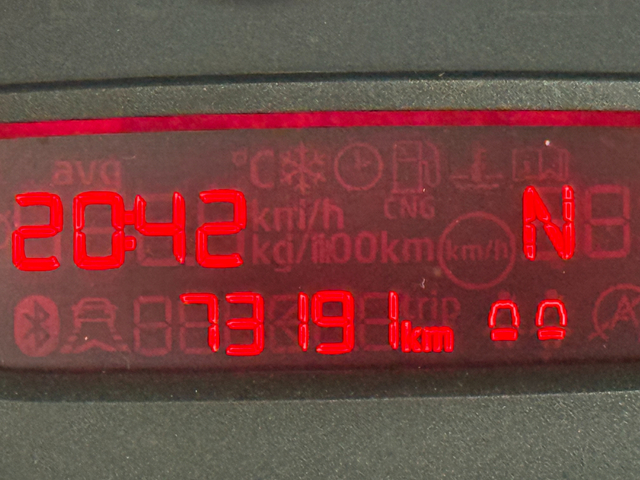 avg °C
20:42 km/h CNG N
kg/100km km/h
73191 km trip A